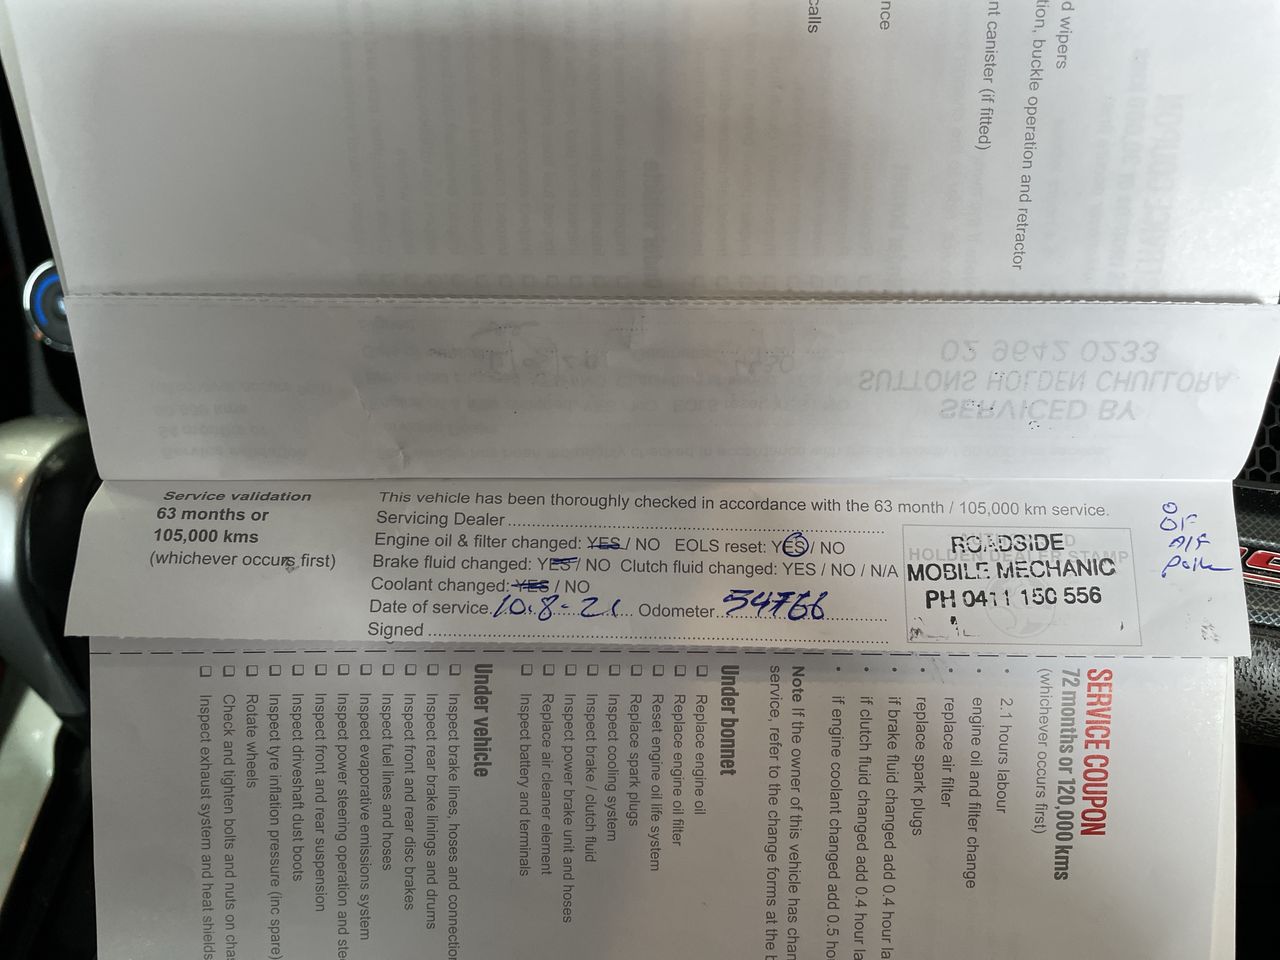 d wipers
tion, buckle operation and retractor
nt canister (if fitted)
nce
calls
02 9642 0233
SUTTONS HOLDEN CHULLORA
SERVICED BY
Service validation
63 months or
105,000 kms
(whichever occurs first)
This vehicle has been thoroughly checked in accordance with the 63 month / 105,000 km service.
Servicing Dealer
Engine oil & filter changed: YES / NO EOLS reset: YES / NO
Brake fluid changed: YES / NO Clutch fluid changed: YES / NO / N/A
Coolant changed: YES / NO
Date of service 10.8-21 Odometer 54766
Signed
HOLDEN DEALER STAMP
ROADSIDE
MOBILE MECHANIC
PH 0411 150 556
O
OF
A/F
SERVICE COUPON
72 months or 120,000 kms
(whichever occurs first)
• 2.1 hours labour
• engine oil and filter change
• replace air filter
• replace spark plugs
• if brake fluid changed add 0.4 hour la
• if clutch fluid changed add 0.4 hour la
• if engine coolant changed add 0.5 ho
Note If the owner of this vehicle has chan
service, refer to the change forms at the b
Under bonnet
Replace engine oil
Replace engine oil filter
Reset engine oil life system
Replace spark plugs
Inspect cooling system
Inspect brake / clutch fluid
Inspect power brake unit and hoses
Replace air cleaner element
Inspect battery and terminals
Under vehicle
Inspect brake lines, hoses and connection
Inspect rear brake linings and drums
Inspect front and rear disc brakes
Inspect fuel lines and hoses
Inspect evaporative emissions system
Inspect power steering operation and ste
Inspect front and rear suspension
Inspect driveshaft dust boots
Inspect tyre inflation pressure (inc spare)
Rotate wheels
Check and tighten bolts and nuts on chas
Inspect exhaust system and heat shields